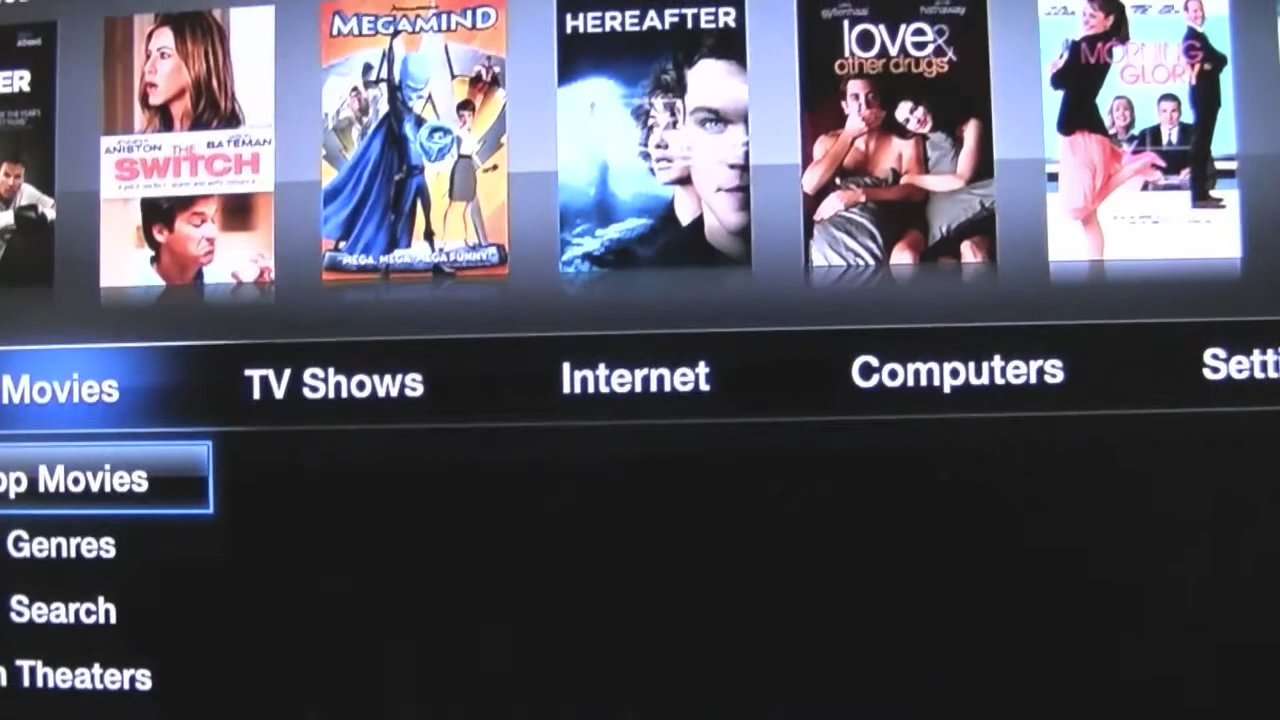 ER
ANISTON
BATEMAN
THE
SWITCH
MEGAMIND
"MEGA. MEGA MEGA FUNNY!"
HEREAFTER
gyllenhaal
hathaway
love&
other drugs
MORNING
GLORY
Movies
TV Shows
Internet
Computers
Setti
op Movies
Genres
Search
n Theaters